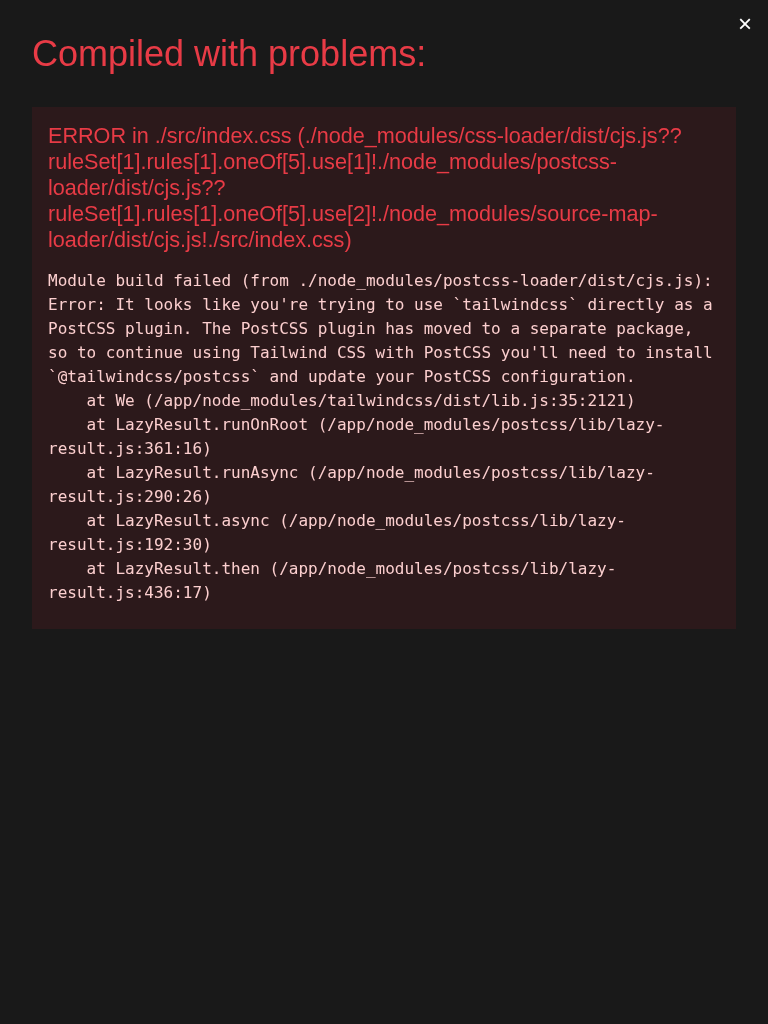 ×
Compiled with problems:
ERROR in ./src/index.css (./node_modules/css-loader/dist/cjs.js??
ruleSet[1].rules[1].oneOf[5].use[1]!./node_modules/postcss-
loader/dist/cjs.js??
ruleSet[1].rules[1].oneOf[5].use[2]!./node_modules/source-map-
loader/dist/cjs.js!./src/index.css)
Module build failed (from ./node_modules/postcss-loader/dist/cjs.js):
Error: It looks like you're trying to use `tailwindcss` directly as a
PostCSS plugin. The PostCSS plugin has moved to a separate package,
so to continue using Tailwind CSS with PostCSS you'll need to install
`@tailwindcss/postcss` and update your PostCSS configuration.
    at We (/app/node_modules/tailwindcss/dist/lib.js:35:2121)
    at LazyResult.runOnRoot (/app/node_modules/postcss/lib/lazy-
result.js:361:16)
    at LazyResult.runAsync (/app/node_modules/postcss/lib/lazy-
result.js:290:26)
    at LazyResult.async (/app/node_modules/postcss/lib/lazy-
result.js:192:30)
    at LazyResult.then (/app/node_modules/postcss/lib/lazy-
result.js:436:17)